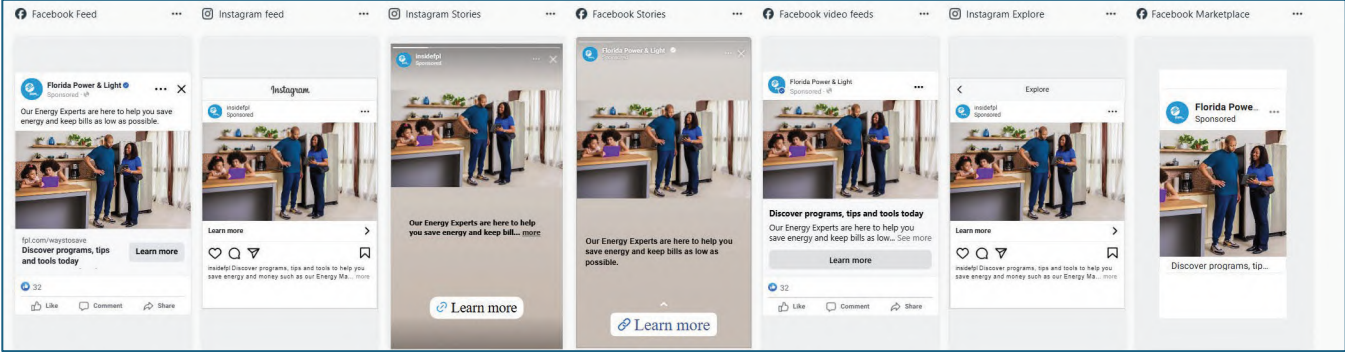 Facebook Feed
Florida Power & Light
Sponsored
Our Energy Experts are here to help you save
energy and keep bills as low as possible.
fpl.com/waystosave
Discover programs, tips
and tools today
Learn more
32
Like Comment Share
Instagram feed
Instagram
insidefpl
Sponsored
Learn more
insidefpl Discover programs, tips and tools to help you
save energy and money such as our Energy Ma... more
Instagram Stories
insidefpl
Sponsored
Our Energy Experts are here to help
you save energy and keep bill... more
Learn more
Facebook Stories
Florida Power & Light
Sponsored
Our Energy Experts are here to help you
save energy and keep bills as low as
possible.
Learn more
Facebook video feeds
Florida Power & Light
Sponsored
Discover programs, tips and tools today
Our Energy Experts are here to help you
save energy and keep bills as low... See more
Learn more
32
Like Comment Share
Instagram Explore
Explore
insidefpl
Sponsored
Learn more
insidefpl Discover programs, tips and tools to help you
save energy and money such as our Energy Ma... more
Facebook Marketplace
Florida Powe...
Sponsored
Discover programs, tip...